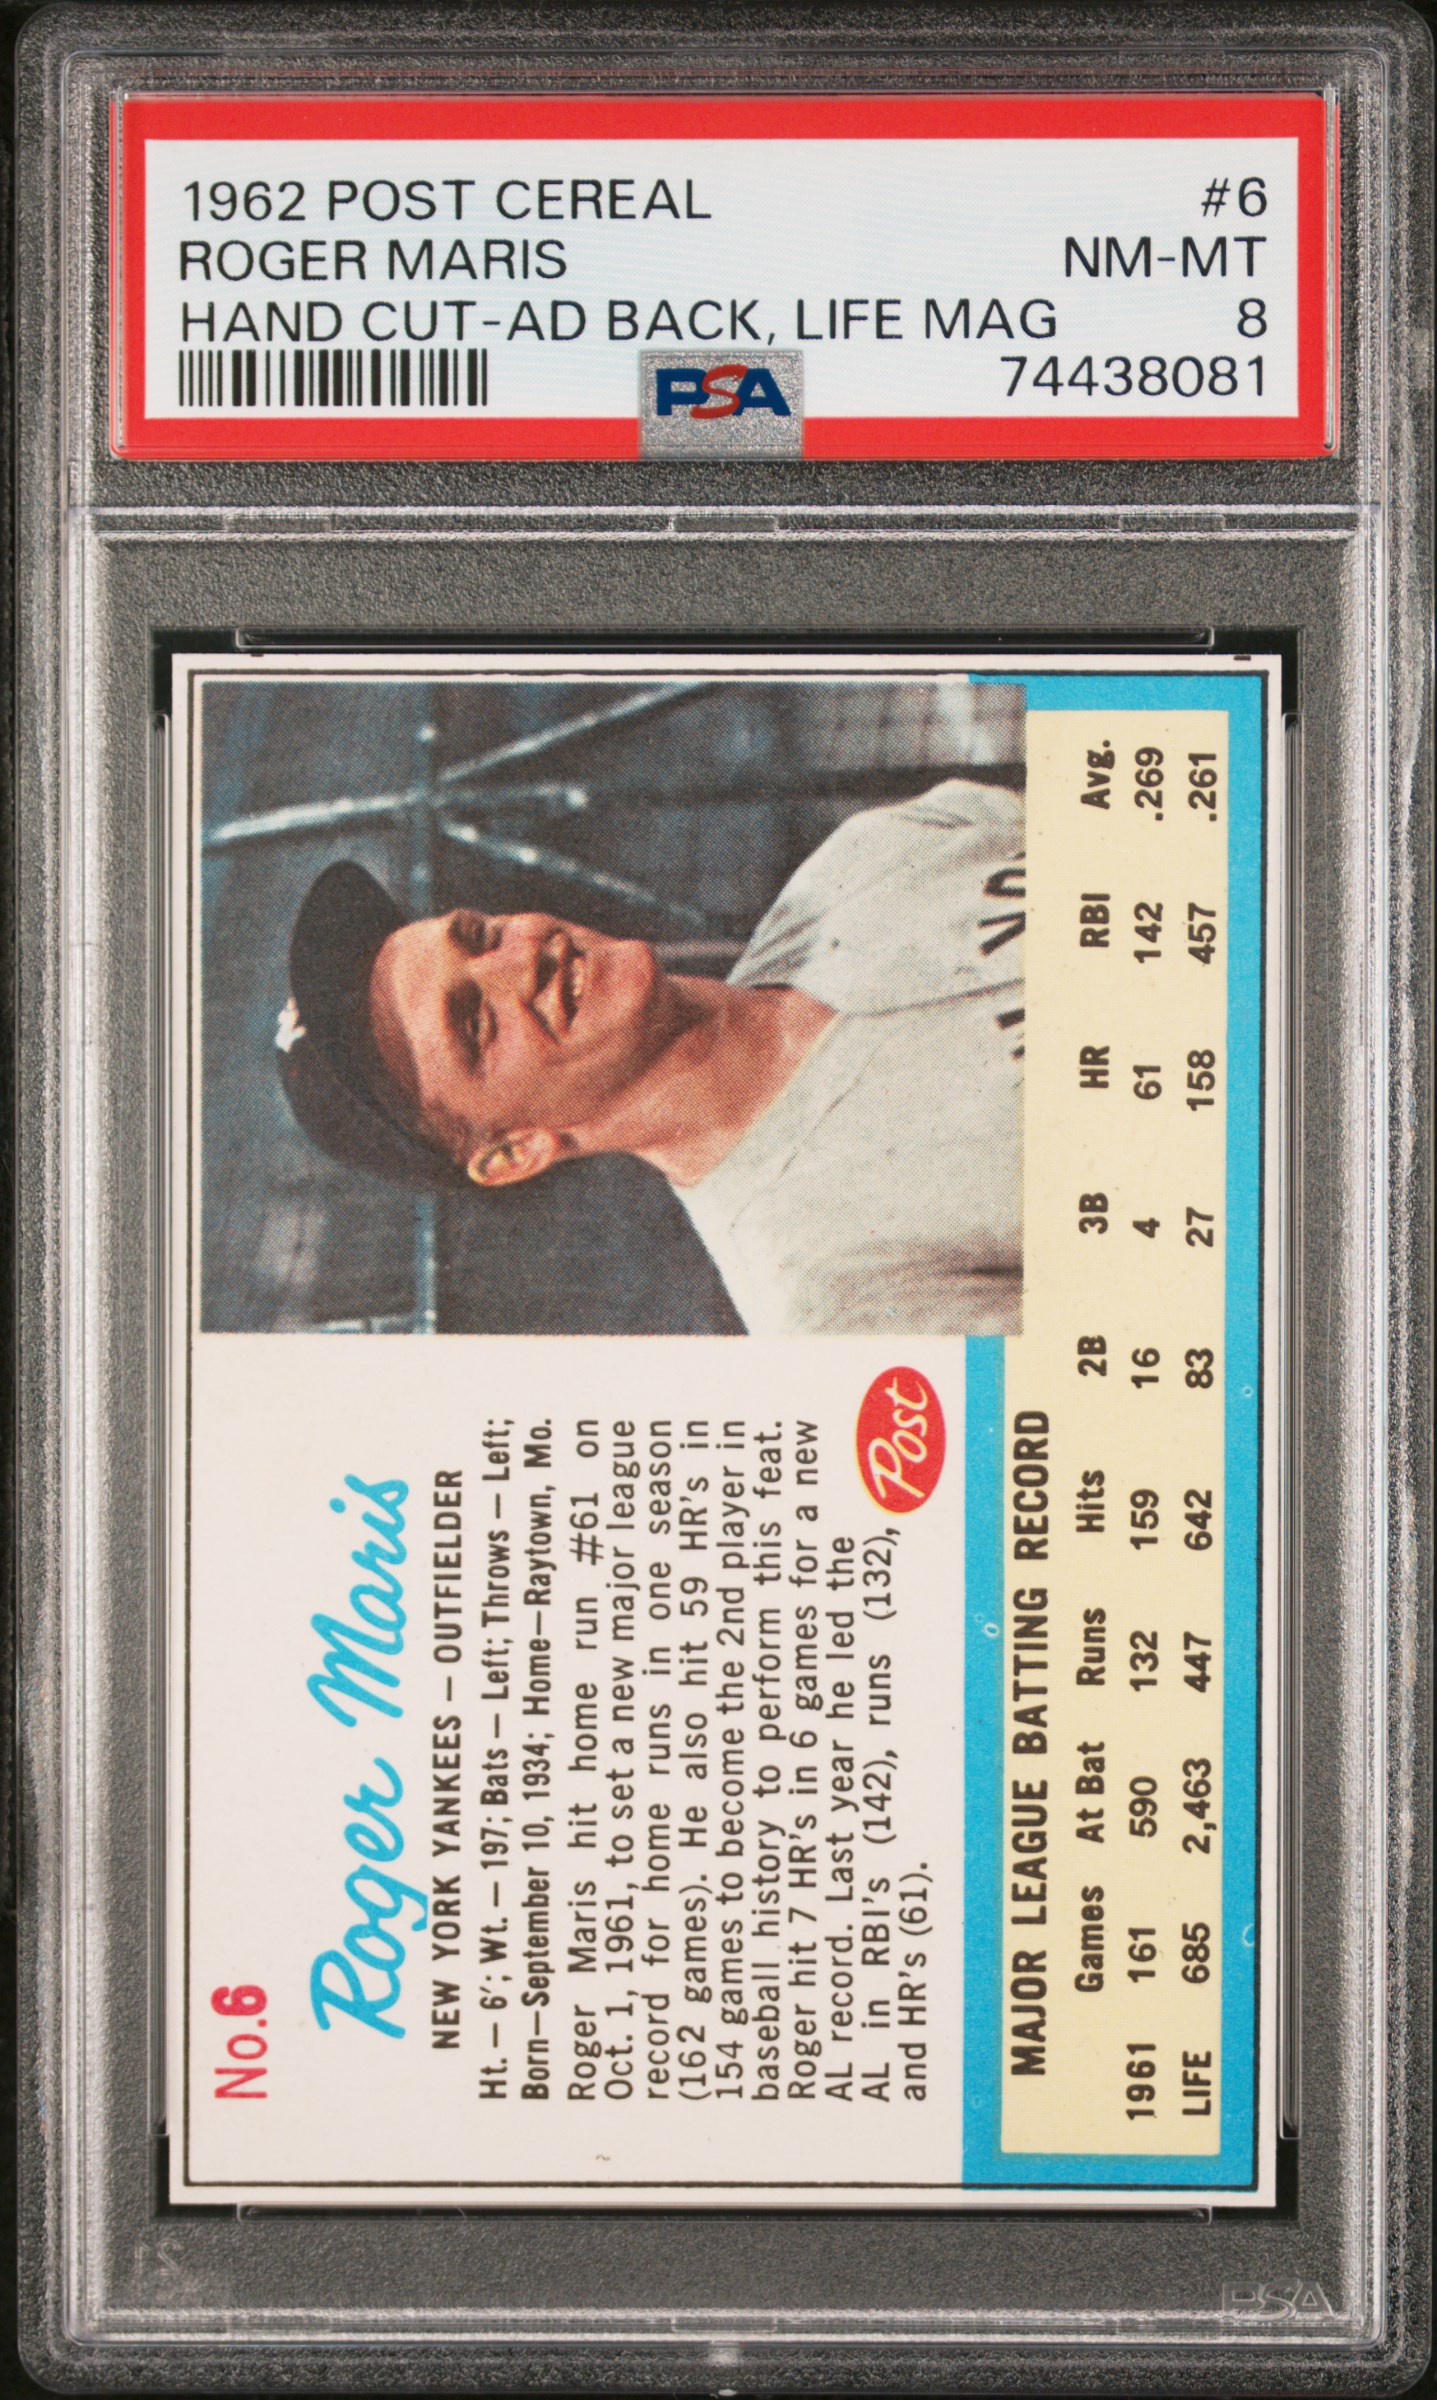 1962 POST CEREAL #6
ROGER MARIS NM-MT
HAND CUT-AD BACK, LIFE MAG 8
PSA 74438081
No.6
Roger Maris
NEW YORK YANKEES — OUTFIELDER
Ht. — 6'; Wt. — 197; Bats — Left; Throws — Left;
Born—September 10, 1934; Home—Raytown, Mo.
Roger Maris hit home run #61 on
Oct. 1, 1961, to set a new major league
record for home runs in one season
(162 games). He also hit 59 HR's in
154 games to become the 2nd player in
baseball history to perform this feat.
Roger hit 7 HR's in 6 games for a new
AL record. Last year he led the
AL in RBI's (142), runs (132),
and HR's (61).
Post
MAJOR LEAGUE BATTING RECORD
Games At Bat Runs Hits 2B 3B HR RBI Avg.
1961 161 590 132 159 16 4 61 142 .269
LIFE 685 2,463 447 642 83 27 158 457 .261
PSA